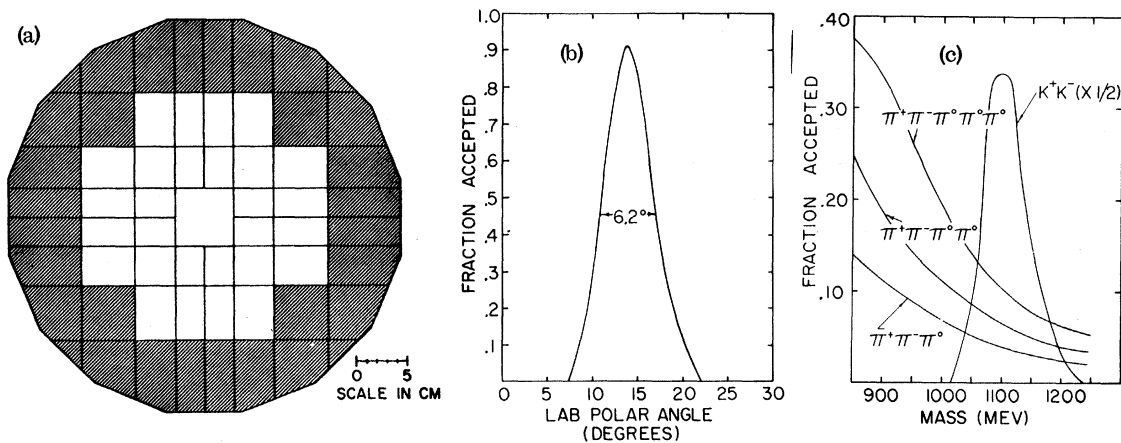 (a)
0 5
SCALE IN CM
(b)
1.0
.9
.8
.7
.6
.5
.4
.3
.2
.1
FRACTION ACCEPTED
6.2°
0 5 10 15 20 25 30
LAB POLAR ANGLE
(DEGREES)
(c)
.40
.30
.20
.10
FRACTION ACCEPTED
K⁺K⁻(X1/2)
π⁺π⁻π°π°π°
π⁺π⁻π°π°
π⁺π⁻π°
900 1000 1100 1200
MASS (MEV)